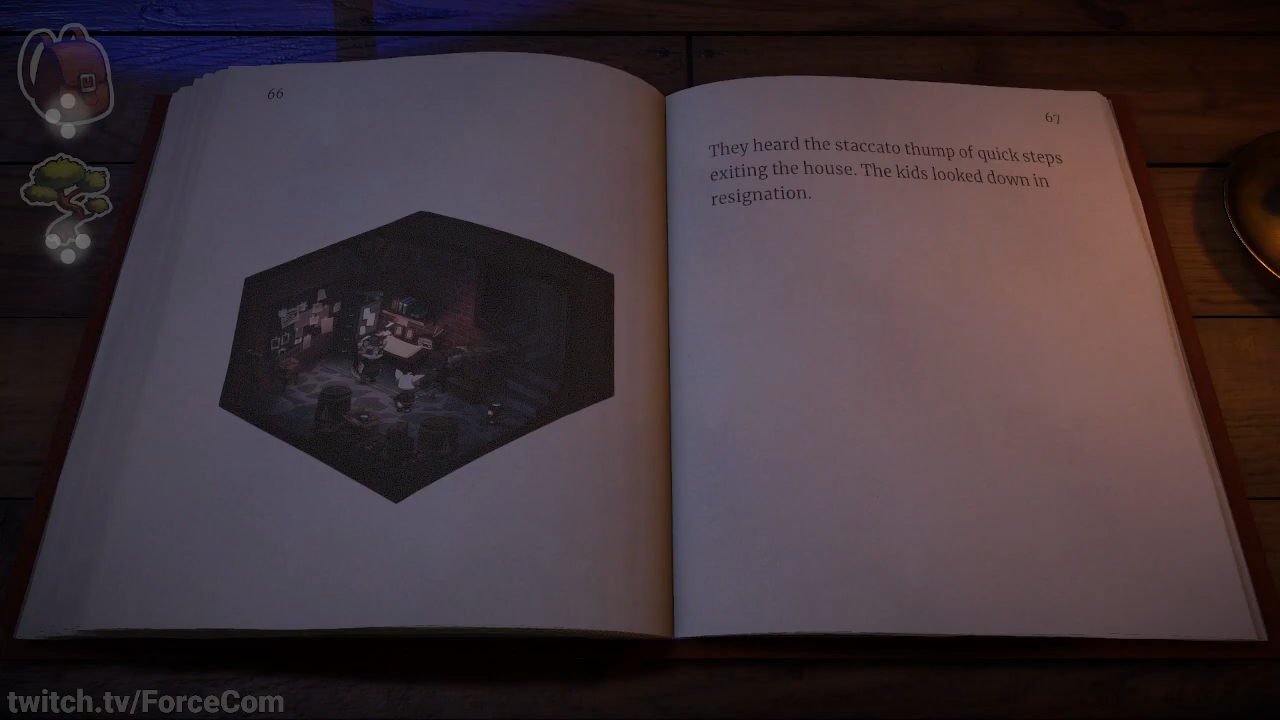 66
67
They heard the staccato thump of quick steps
exiting the house. The kids looked down in
resignation.
twitch.tv/ForceCom